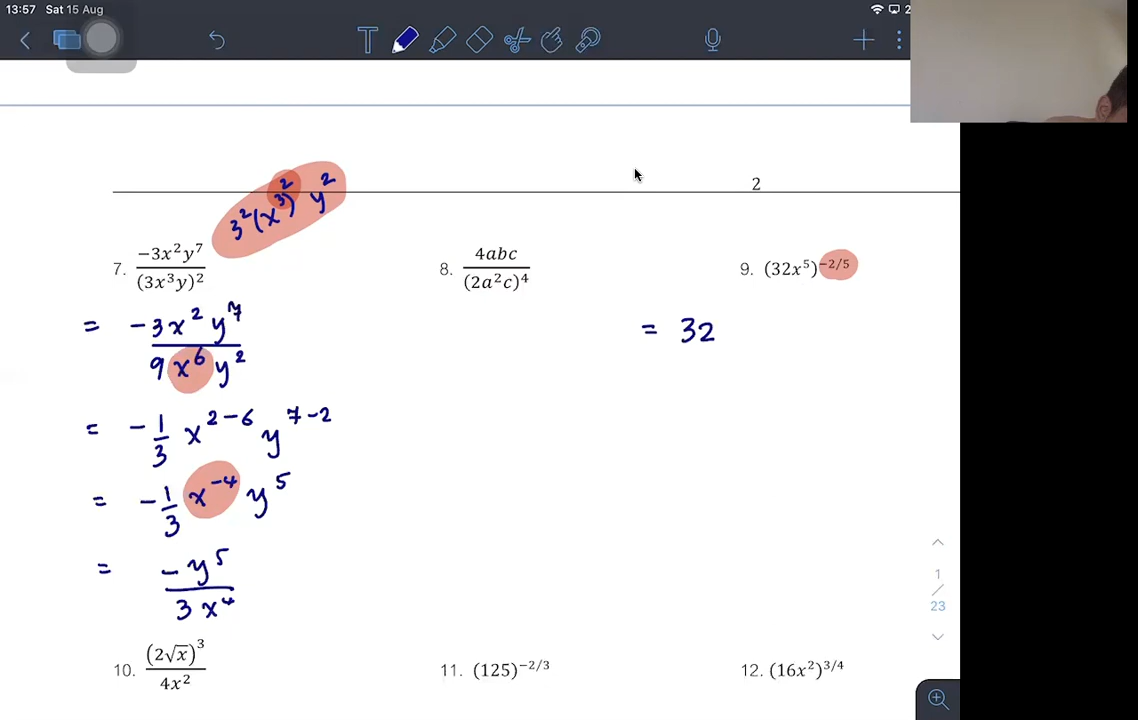 13:57 Sat 15 Aug
2
3²(x³)² y²
7. -3x²y⁷ / (3x³y)²
8. 4abc / (2a²c)⁴
9. (32x⁵)^(-2/5)
= -3x² y⁷ / 9x⁶y²
= 32
= -1/3 x^(2-6) y^(7-2)
= -1/3 x⁻⁴ y⁵
= -y⁵ / 3x⁴
1
/
23
10. (2√x)³ / 4x²
11. (125)^(-2/3)
12. (16x²)^(3/4)